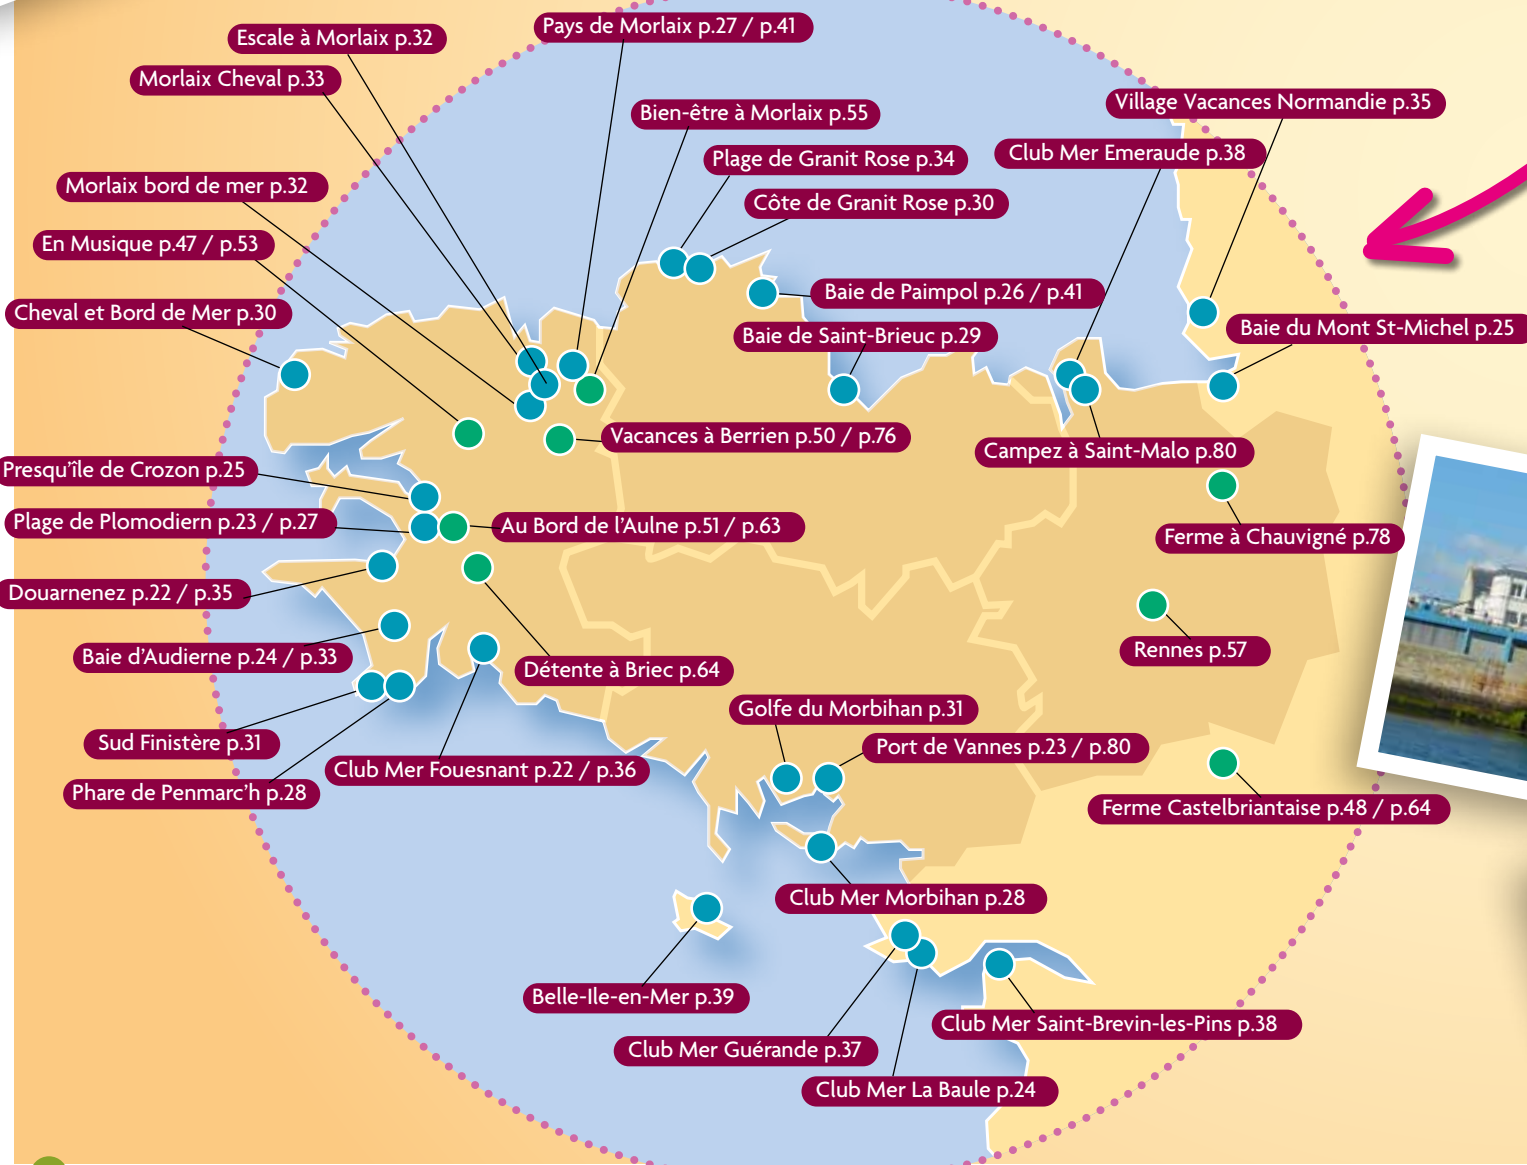 Escale à Morlaix p.32
Pays de Morlaix p.27 / p.41
Morlaix Cheval p.33
Bien-être à Morlaix p.55
Village Vacances Normandie p.35
Plage de Granit Rose p.34
Club Mer Emeraude p.38
Morlaix bord de mer p.32
Côte de Granit Rose p.30
En Musique p.47 / p.53
Baie de Paimpol p.26 / p.41
Cheval et Bord de Mer p.30
Baie de Saint-Brieuc p.29
Baie du Mont St-Michel p.25
Vacances à Berrien p.50 / p.76
Campez à Saint-Malo p.80
Presqu'île de Crozon p.25
Plage de Plomodiern p.23 / p.27
Au Bord de l'Aulne p.51 / p.63
Ferme à Chauvigné p.78
Douarnenez p.22 / p.35
Baie d'Audierne p.24 / p.33
Détente à Briec p.64
Rennes p.57
Golfe du Morbihan p.31
Sud Finistère p.31
Port de Vannes p.23 / p.80
Club Mer Fouesnant p.22 / p.36
Phare de Penmarc'h p.28
Ferme Castelbriantaise p.48 / p.64
Club Mer Morbihan p.28
Belle-Ile-en-Mer p.39
Club Mer Saint-Brevin-les-Pins p.38
Club Mer Guérande p.37
Club Mer La Baule p.24